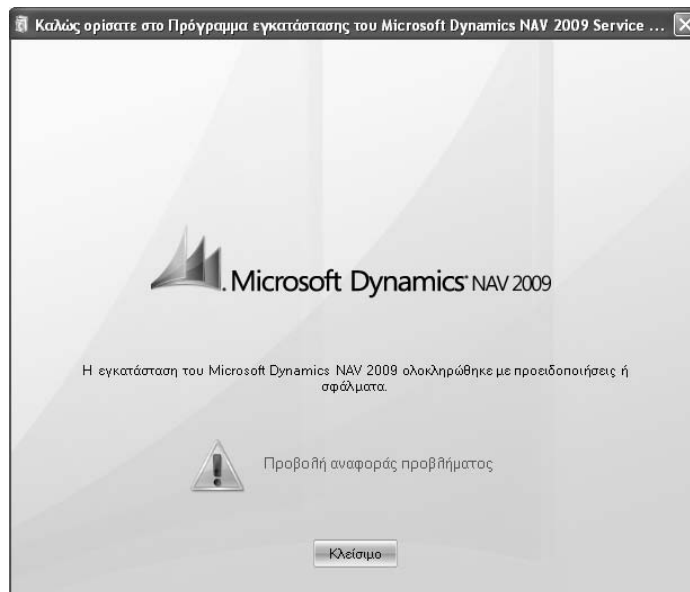 Καλώς ορίσατε στο Πρόγραμμα εγκατάστασης του Microsoft Dynamics NAV 2009 Service ...
Microsoft Dynamics NAV 2009
Η εγκατάσταση του Microsoft Dynamics NAV 2009 ολοκληρώθηκε με προειδοποιήσεις ή
σφάλματα.
Προβολή αναφοράς προβλήματος
Κλείσιμο